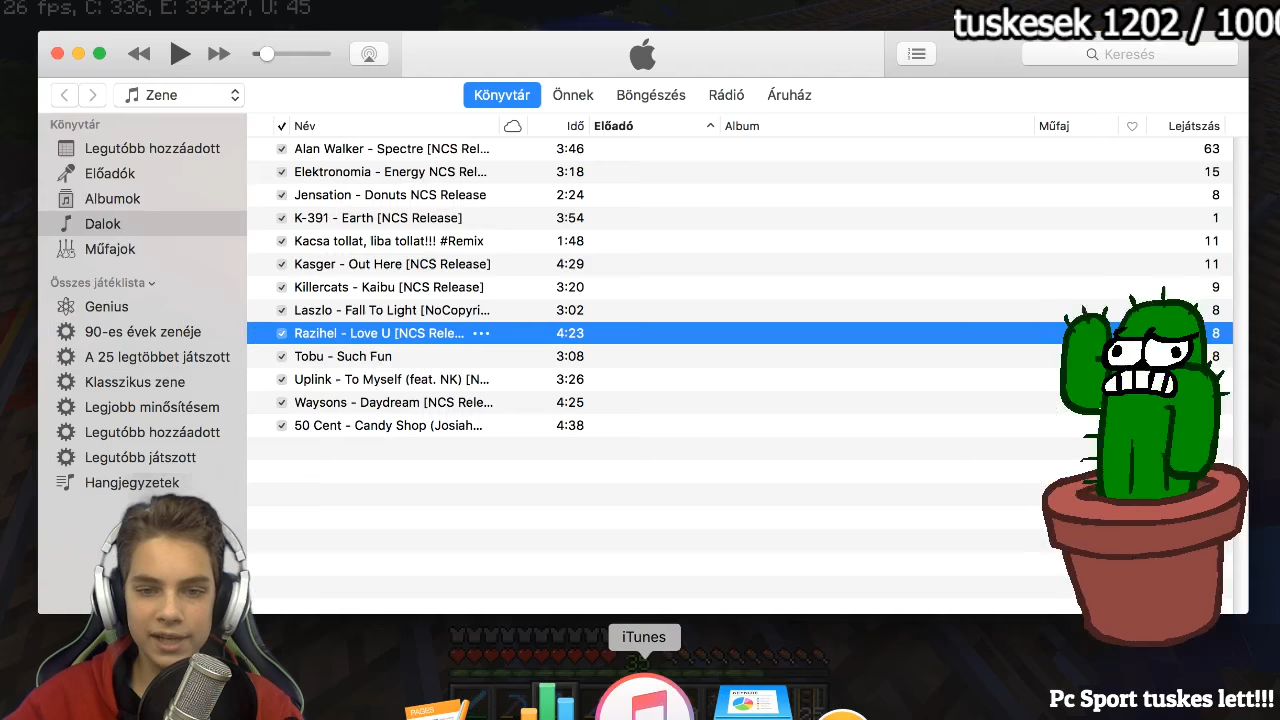 26 fps, C: 336, E: 39+27, U: 45
tuskesek 1202 / 1000
Keresés
Zene
Könyvtár Önnek Böngészés Rádió Áruház
Könyvtár
Legutóbb hozzáadott
Előadók
Albumok
Dalok
Műfajok
Összes játéklista
Genius
90-es évek zenéje
A 25 legtöbbet játszott
Klasszikus zene
Legjobb minősítésem
Legutóbb hozzáadott
Legutóbb játszott
Hangjegyzetek
Név Idő Előadó Album Műfaj Lejátszás
Alan Walker - Spectre [NCS Rel... 3:46 63
Elektronomia - Energy NCS Rel... 3:18 15
Jensation - Donuts NCS Release 2:24 8
K-391 - Earth [NCS Release] 3:54 1
Kacsa tollat, liba tollat!!! #Remix 1:48 11
Kasger - Out Here [NCS Release] 4:29 11
Killercats - Kaibu [NCS Release] 3:20 9
Laszlo - Fall To Light [NoCopyri... 3:02 8
Razihel - Love U [NCS Rele... ••• 4:23 8
Tobu - Such Fun 3:08 8
Uplink - To Myself (feat. NK) [N... 3:26
Waysons - Daydream [NCS Rele... 4:25
50 Cent - Candy Shop (Josiah... 4:38
iTunes
PAGES
KEYNOTE
Pc Sport tuskes lett!!!